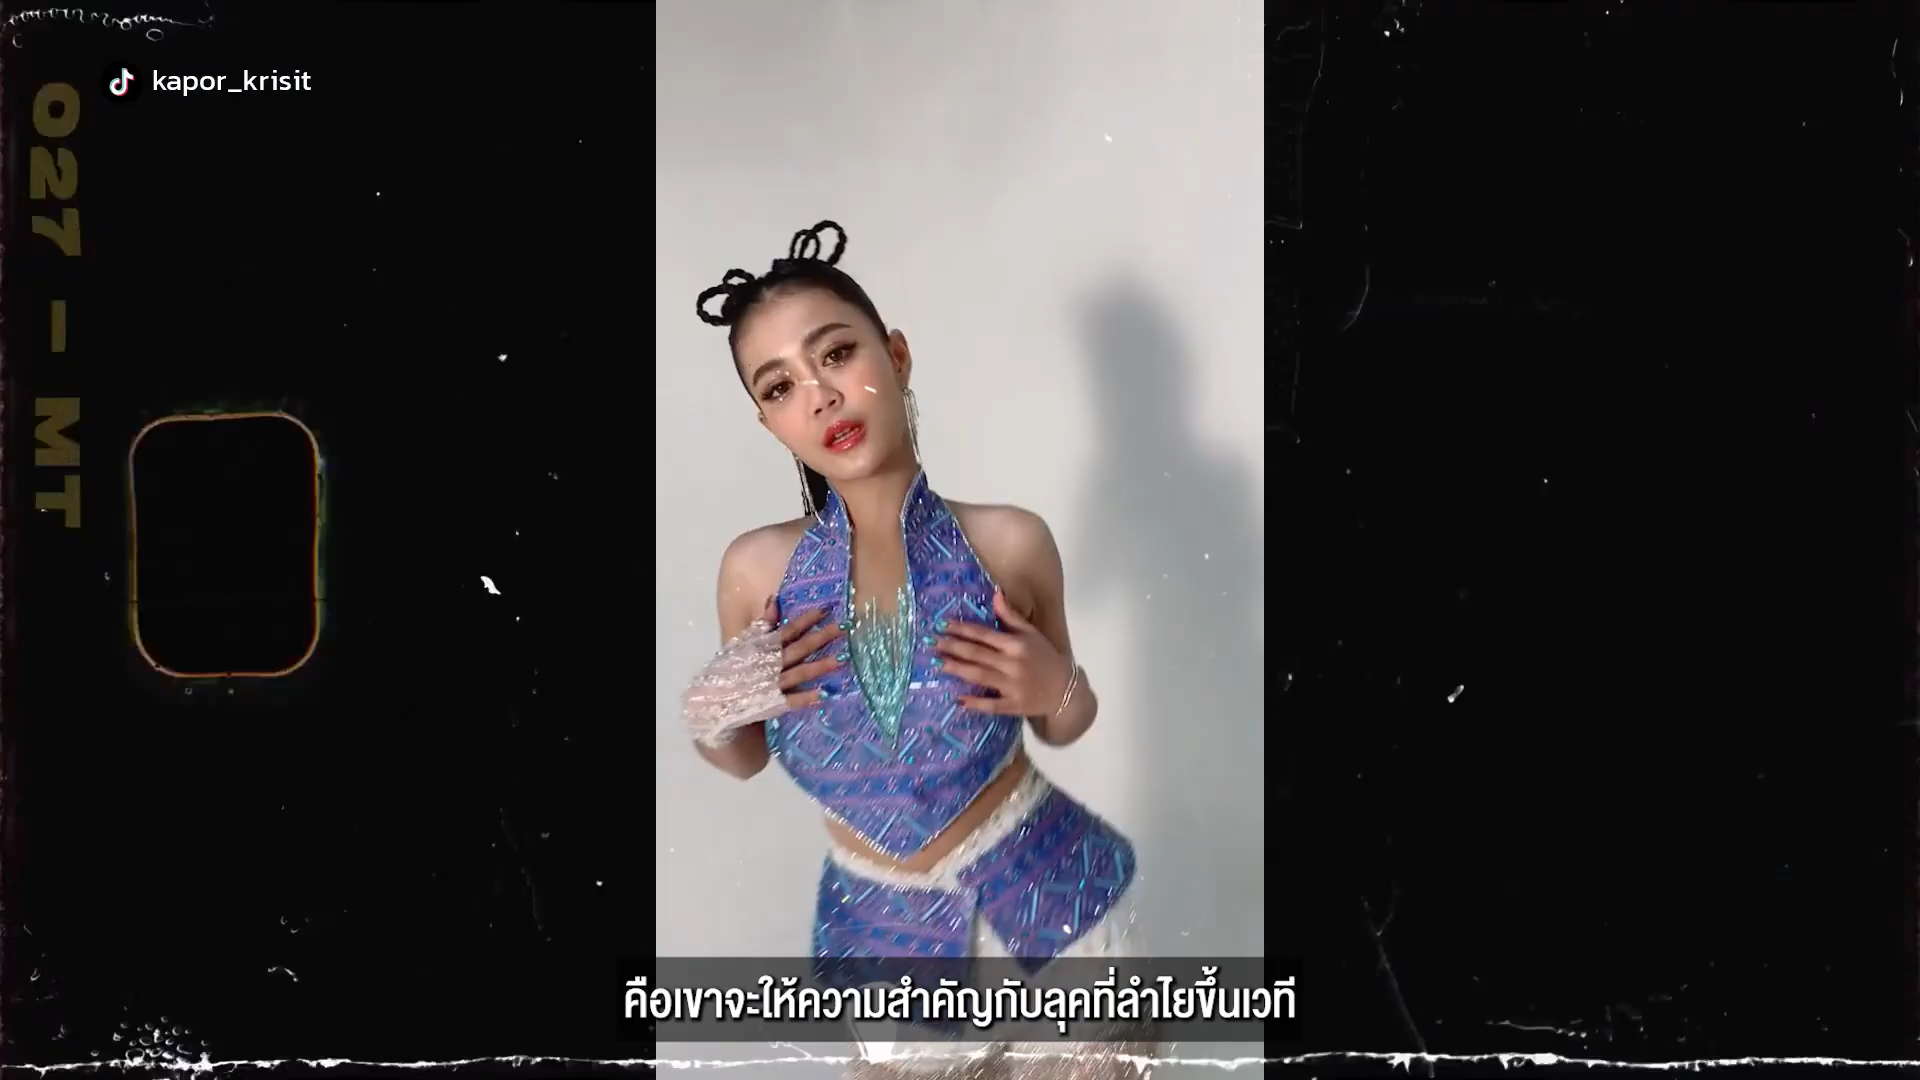 kapor_krisit
027 – MT
คือเขาจะให้ความสำคัญกับลุคที่ลำไยขึ้นเวที